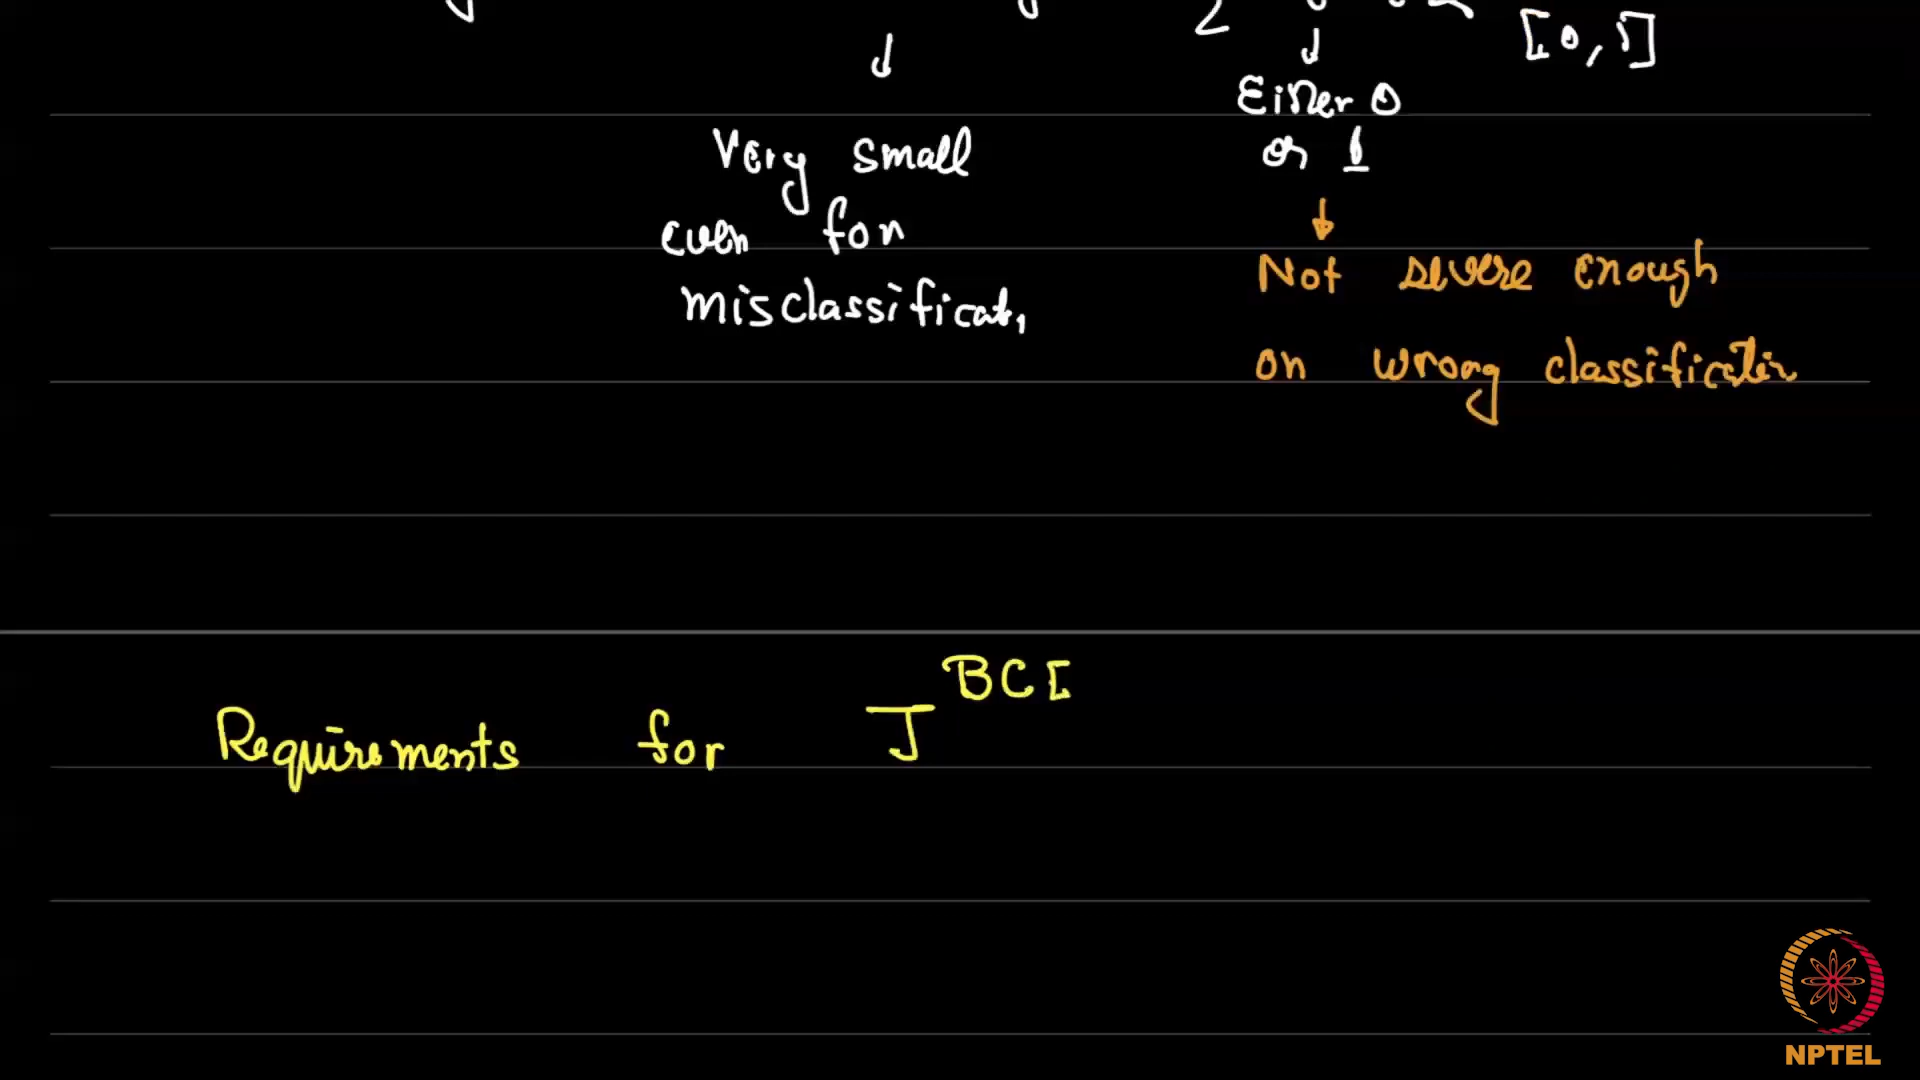 [0,1]
Either 0
or 1
Very small
even for
misclassificat
Not severe enough
on wrong classification
Requirements for J BCE
NPTEL